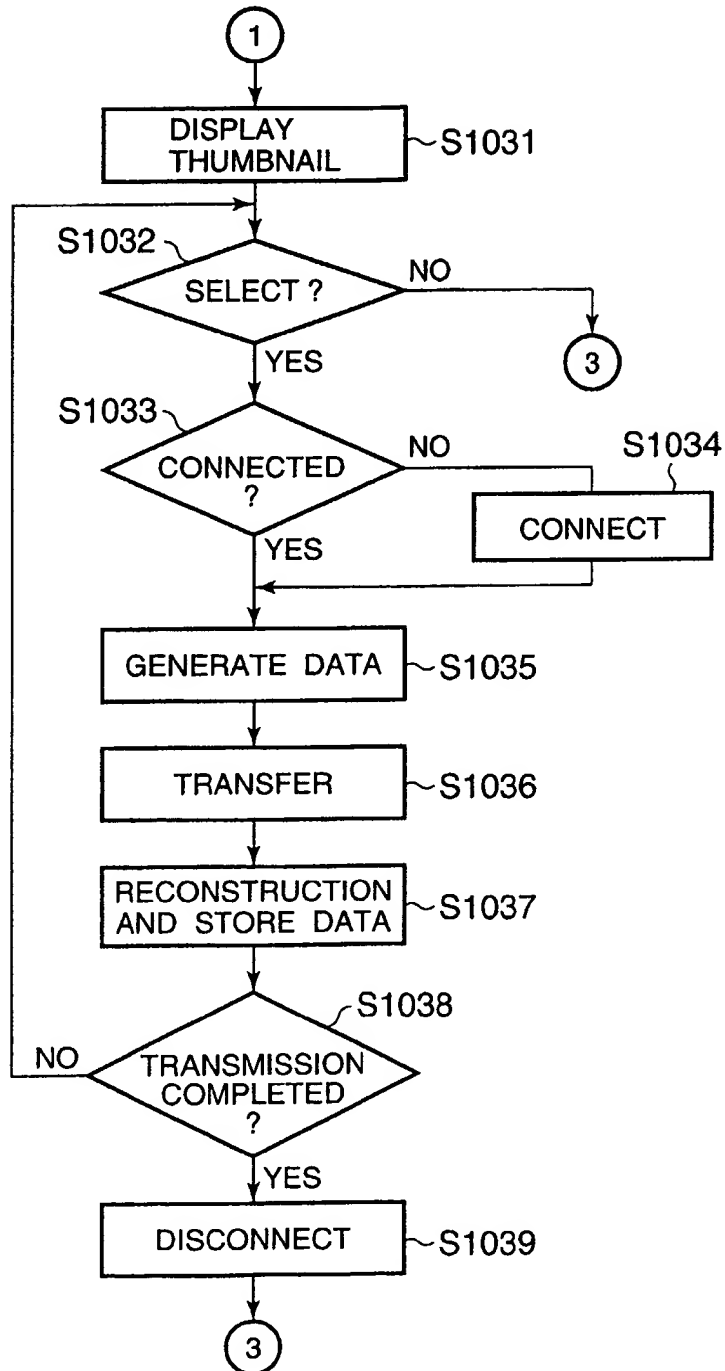 1
DISPLAY
THUMBNAIL
S1031
S1032
SELECT ?
NO
3
YES
S1033
CONNECTED
?
NO
S1034
CONNECT
YES
GENERATE DATA
S1035
TRANSFER
S1036
RECONSTRUCTION
AND STORE DATA
S1037
S1038
NO
TRANSMISSION
COMPLETED
?
YES
DISCONNECT
S1039
3